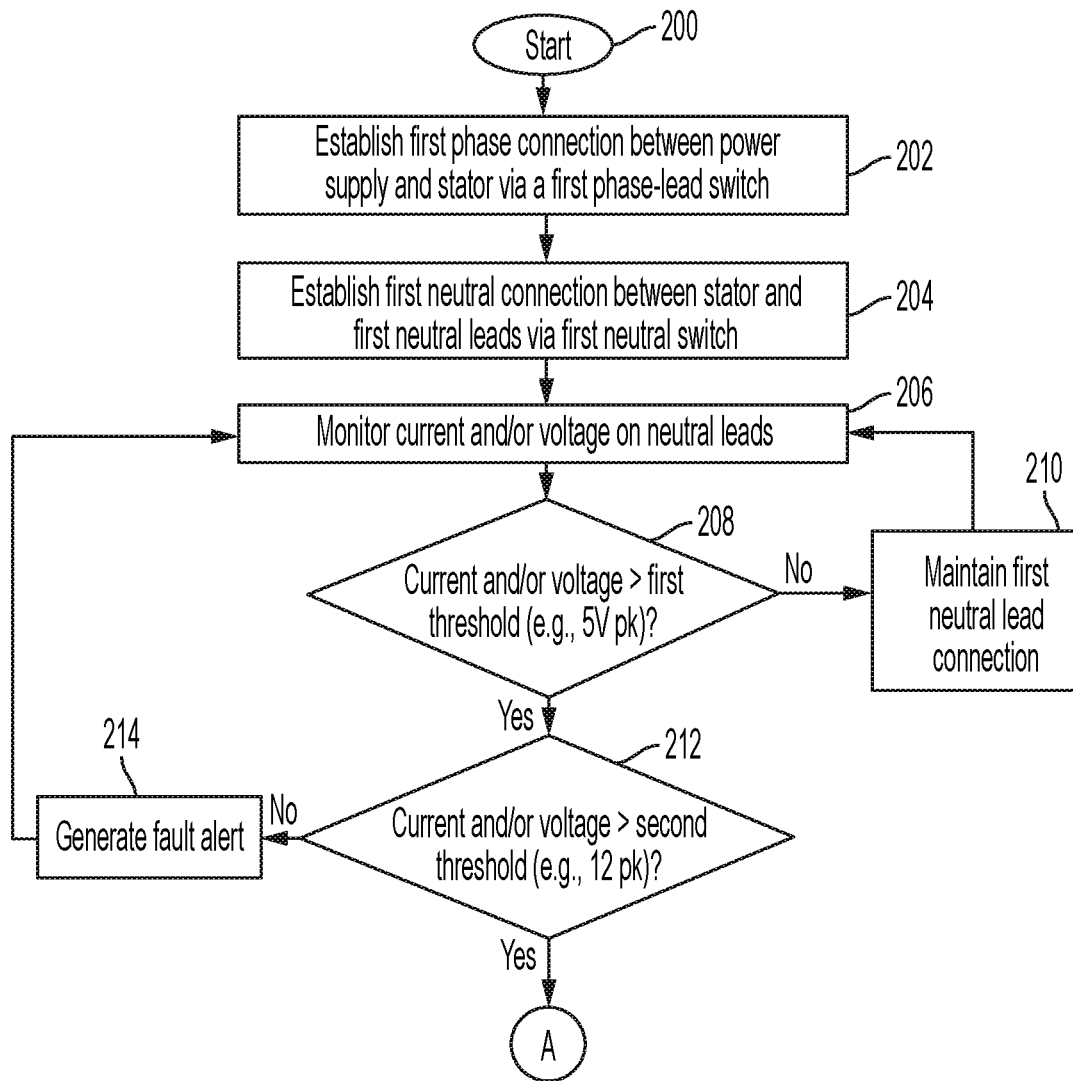 Start
200
Establish first phase connection between power
supply and stator via a first phase-lead switch
202
Establish first neutral connection between stator and
first neutral leads via first neutral switch
204
Monitor current and/or voltage on neutral leads
206
208
Current and/or voltage > first
threshold (e.g., 5V pk)?
No
210
Maintain first
neutral lead
connection
Yes
212
Current and/or voltage > second
threshold (e.g., 12 pk)?
No
214
Generate fault alert
Yes
A